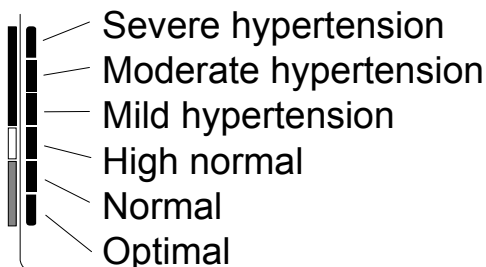 Severe hypertension
Moderate hypertension
Mild hypertension
High normal
Normal
Optimal